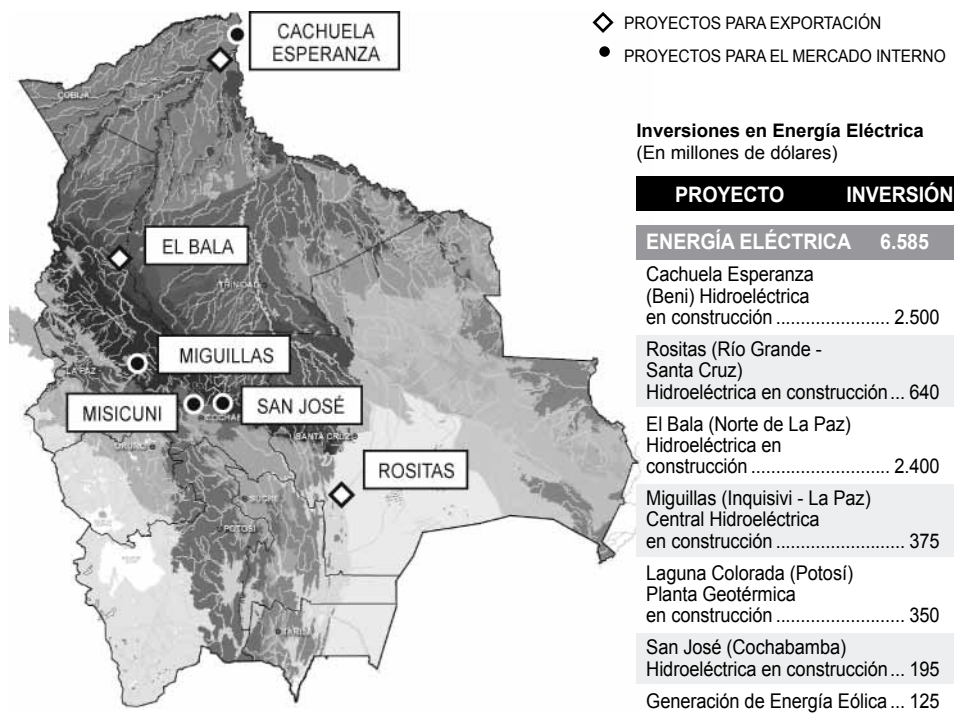 CACHUELA
ESPERANZA
COBIJA
EL BALA
TRINIDAD
MIGUILLAS
LA PAZ
MISICUNI
SAN JOSÉ
COCHAB
SANTA CRUZ
ORURO
ROSITAS
SUCRE
POTOSÍ
TARIJ
PROYECTOS PARA EXPORTACIÓN
PROYECTOS PARA EL MERCADO INTERNO
Inversiones en Energía Eléctrica
(En millones de dólares)
PROYECTO INVERSIÓN
ENERGÍA ELÉCTRICA 6.585
Cachuela Esperanza
(Beni) Hidroeléctrica
en construcción ....................... 2.500
Rositas (Río Grande -
Santa Cruz)
Hidroeléctrica en construcción ... 640
El Bala (Norte de La Paz)
Hidroeléctrica en
construcción ............................ 2.400
Miguillas (Inquisivi - La Paz)
Central Hidroeléctrica
en construcción .......................... 375
Laguna Colorada (Potosí)
Planta Geotérmica
en construcción .......................... 350
San José (Cochabamba)
Hidroeléctrica en construcción ... 195
Generación de Energía Eólica ... 125